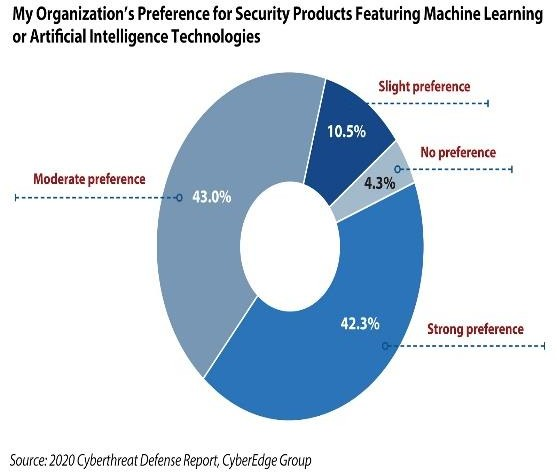 My Organization's Preference for Security Products Featuring Machine Learning
or Artificial Intelligence Technologies
Slight preference
10.5%
No preference
4.3%
Moderate preference
43.0%
42.3%
Strong preference
Source: 2020 Cyberthreat Defense Report, CyberEdge Group